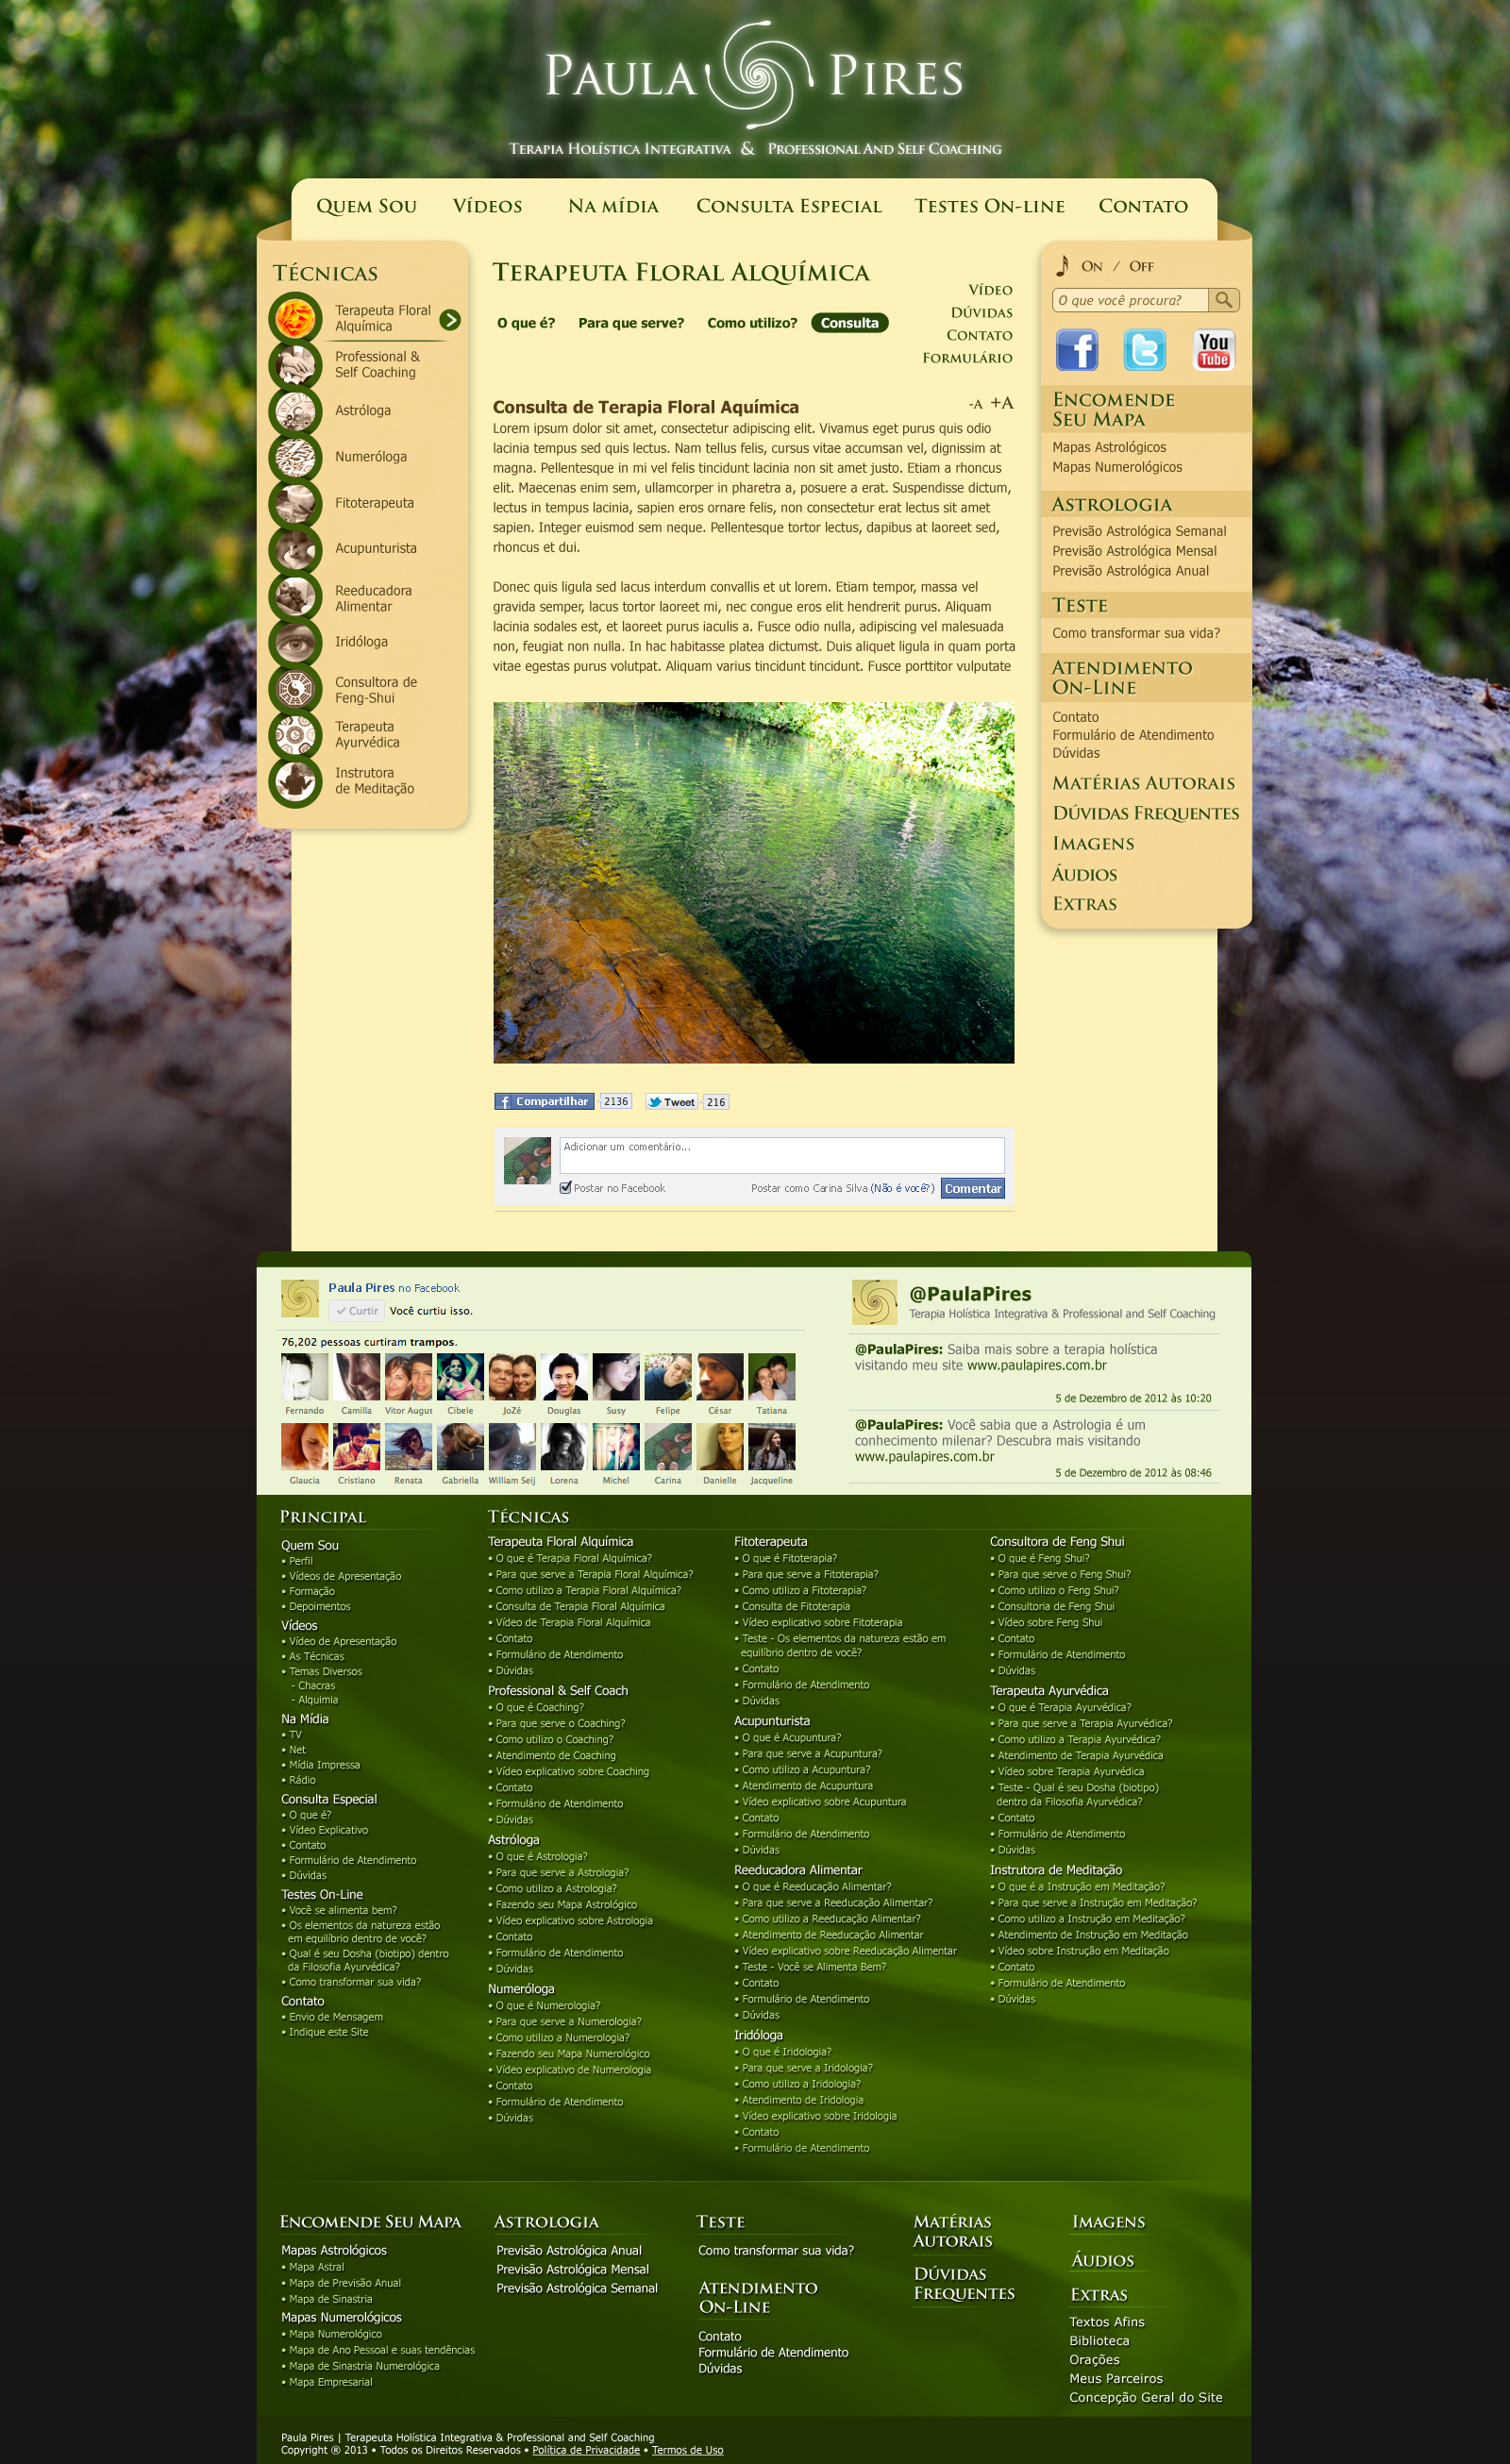 PAULA PIRES
TERAPIA HOLÍSTICA INTEGRATIVA & PROFESSIONAL AND SELF COACHING
QUEM SOU VÍDEOS NA MÍDIA CONSULTA ESPECIAL TESTES ON-LINE CONTATO
TÉCNICAS
Terapeuta Floral
Alquímica
Professional &
Self Coaching
Astróloga
Numeróloga
Fitoterapeuta
Acupunturista
Reeducadora
Alimentar
Iridóloga
Consultora de
Feng-Shui
Terapeuta
Ayurvédica
Instrutora
de Meditação
TERAPEUTA FLORAL ALQUÍMICA
O que é? Para que serve? Como utilizo? Consulta
VÍDEO
DÚVIDAS
CONTATO
FORMULÁRIO
Consulta de Terapia Floral Aquímica
-A +A
Lorem ipsum dolor sit amet, consectetur adipiscing elit. Vivamus eget purus quis odio
lacinia tempus sed quis lectus. Nam tellus felis, cursus vitae accumsan vel, dignissim at
magna. Pellentesque in mi vel felis tincidunt lacinia non sit amet justo. Etiam a rhoncus
elit. Maecenas enim sem, ullamcorper in pharetra a, posuere a erat. Suspendisse dictum,
lectus in tempus lacinia, sapien eros ornare felis, non consectetur erat lectus sit amet
sapien. Integer euismod sem neque. Pellentesque tortor lectus, dapibus at laoreet sed,
rhoncus et dui.
Donec quis ligula sed lacus interdum convallis et ut lorem. Etiam tempor, massa vel
gravida semper, lacus tortor laoreet mi, nec congue eros elit hendrerit purus. Aliquam
lacinia sodales est, et laoreet purus iaculis a. Fusce odio nulla, adipiscing vel malesuada
non, feugiat non nulla. In hac habitasse platea dictumst. Duis aliquet ligula in quam porta
vitae egestas purus volutpat. Aliquam varius tincidunt tincidunt. Fusce porttitor vulputate
Compartilhar 2136 Tweet 216
Adicionar um comentário...
Postar no Facebook Postar como Carina Silva (Não é você?) Comentar
ON / OFF
O que você procura?
You
Tube
ENCOMENDE
SEU MAPA
Mapas Astrológicos
Mapas Numerológicos
ASTROLOGIA
Previsão Astrológica Semanal
Previsão Astrológica Mensal
Previsão Astrológica Anual
TESTE
Como transformar sua vida?
ATENDIMENTO
ON-LINE
Contato
Formulário de Atendimento
Dúvidas
MATÉRIAS AUTORAIS
DÚVIDAS FREQUENTES
IMAGENS
ÁUDIOS
EXTRAS
Paula Pires no Facebook
Curtir Você curtiu isso.
76,202 pessoas curtiram trampos.
Fernando Camilla Vitor Augus Cibele JoZé Douglas Susy Felipe César Tatiana
Glaucia Cristiano Renata Gabriella William Seij Lorena Michel Carina Danielle Jacqueline
@PaulaPires
Terapia Holística Integrativa & Professional and Self Coaching
@PaulaPires: Saiba mais sobre a terapia holística
visitando meu site www.paulapires.com.br
5 de Dezembro de 2012 às 10:20
@PaulaPires: Você sabia que a Astrologia é um
conhecimento milenar? Descubra mais visitando
www.paulapires.com.br
5 de Dezembro de 2012 às 08:46
PRINCIPAL
Quem Sou
• Perfil
• Vídeos de Apresentação
• Formação
• Depoimentos
Vídeos
• Vídeo de Apresentação
• As Técnicas
• Temas Diversos
- Chacras
- Alquimia
Na Mídia
• TV
• Net
• Mídia Impressa
• Rádio
Consulta Especial
• O que é?
• Vídeo Explicativo
• Contato
• Formulário de Atendimento
• Dúvidas
Testes On-Line
• Você se alimenta bem?
• Os elementos da natureza estão
em equilíbrio dentro de você?
• Qual é seu Dosha (biotipo) dentro
da Filosofia Ayurvédica?
• Como transformar sua vida?
Contato
• Envio de Mensagem
• Indique este Site
TÉCNICAS
Terapeuta Floral Alquímica
• O que é Terapia Floral Alquímica?
• Para que serve a Terapia Floral Alquímica?
• Como utilizo a Terapia Floral Alquímica?
• Consulta de Terapia Floral Alquímica
• Vídeo de Terapia Floral Alquímica
• Contato
• Formulário de Atendimento
• Dúvidas
Professional & Self Coach
• O que é Coaching?
• Para que serve o Coaching?
• Como utilizo o Coaching?
• Atendimento de Coaching
• Vídeo explicativo sobre Coaching
• Contato
• Formulário de Atendimento
• Dúvidas
Astróloga
• O que é Astrologia?
• Para que serve a Astrologia?
• Como utilizo a Astrologia?
• Fazendo seu Mapa Astrológico
• Vídeo explicativo sobre Astrologia
• Contato
• Formulário de Atendimento
• Dúvidas
Numeróloga
• O que é Numerologia?
• Para que serve a Numerologia?
• Como utilizo a Numerologia?
• Fazendo seu Mapa Numerológico
• Vídeo explicativo de Numerologia
• Contato
• Formulário de Atendimento
• Dúvidas
Fitoterapeuta
• O que é Fitoterapia?
• Para que serve a Fitoterapia?
• Como utilizo a Fitoterapia?
• Consulta de Fitoterapia
• Vídeo explicativo sobre Fitoterapia
• Teste - Os elementos da natureza estão em
equilíbrio dentro de você?
• Contato
• Formulário de Atendimento
• Dúvidas
Acupunturista
• O que é Acupuntura?
• Para que serve a Acupuntura?
• Como utilizo a Acupuntura?
• Atendimento de Acupuntura
• Vídeo explicativo sobre Acupuntura
• Contato
• Formulário de Atendimento
• Dúvidas
Reeducadora Alimentar
• O que é Reeducação Alimentar?
• Para que serve a Reeducação Alimentar?
• Como utilizo a Reeducação Alimentar?
• Atendimento de Reeducação Alimentar
• Vídeo explicativo sobre Reeducação Alimentar
• Teste - Você se Alimenta Bem?
• Contato
• Formulário de Atendimento
• Dúvidas
Iridóloga
• O que é Iridologia?
• Para que serve a Iridologia?
• Como utilizo a Iridologia?
• Atendimento de Iridologia
• Vídeo explicativo sobre Iridologia
• Contato
• Formulário de Atendimento
Consultora de Feng Shui
• O que é Feng Shui?
• Para que serve o Feng Shui?
• Como utilizo o Feng Shui?
• Consultoria de Feng Shui
• Vídeo sobre Feng Shui
• Contato
• Formulário de Atendimento
• Dúvidas
Terapeuta Ayurvédica
• O que é Terapia Ayurvédica?
• Para que serve a Terapia Ayurvédica?
• Como utilizo a Terapia Ayurvédica?
• Atendimento de Terapia Ayurvédica
• Vídeo sobre Terapia Ayurvédica
• Teste - Qual é seu Dosha (biotipo)
dentro da Filosofia Ayurvédica?
• Contato
• Formulário de Atendimento
• Dúvidas
Instrutora de Meditação
• O que é a Instrução em Meditação?
• Para que serve a Instrução em Meditação?
• Como utilizo a Instrução em Meditação?
• Atendimento de Instrução em Meditação
• Vídeo sobre Instrução em Meditação
• Contato
• Formulário de Atendimento
• Dúvidas
ENCOMENDE SEU MAPA
Mapas Astrológicos
• Mapa Astral
• Mapa de Previsão Anual
• Mapa de Sinastria
Mapas Numerológicos
• Mapa Numerológico
• Mapa de Ano Pessoal e suas tendências
• Mapa de Sinastria Numerológica
• Mapa Empresarial
ASTROLOGIA
Previsão Astrológica Anual
Previsão Astrológica Mensal
Previsão Astrológica Semanal
TESTE
Como transformar sua vida?
ATENDIMENTO
ON-LINE
Contato
Formulário de Atendimento
Dúvidas
MATÉRIAS
AUTORAIS
DÚVIDAS
FREQUENTES
IMAGENS
ÁUDIOS
EXTRAS
Textos Afins
Biblioteca
Orações
Meus Parceiros
Concepção Geral do Site
Paula Pires | Terapeuta Holística Integrativa & Professional and Self Coaching
Copyright ® 2013 • Todos os Direitos Reservados • Política de Privacidade • Termos de Uso